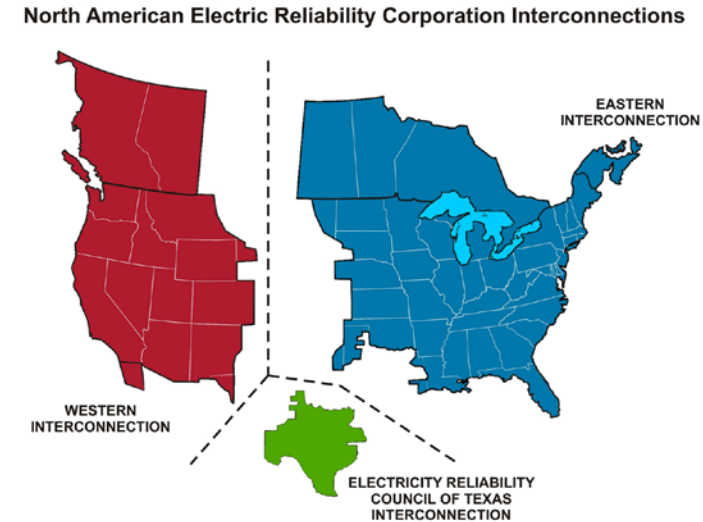 North American Electric Reliability Corporation Interconnections
EASTERN
INTERCONNECTION
WESTERN
INTERCONNECTION
ELECTRICITY RELIABILITY
COUNCIL OF TEXAS
INTERCONNECTION